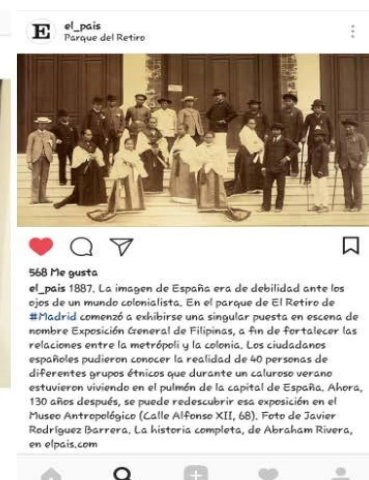 E
el_pais
Parque del Retiro
568 Me gusta
el_pais 1887. La imagen de España era de debilidad ante los
ojos de un mundo colonialista. En el parque de El Retiro de
#Madrid comenzó a exhibirse una singular puesta en escena de
nombre Exposición General de Filipinas, a fin de fortalecer las
relaciones entre la metrópoli y la colonia. Los ciudadanos
españoles pudieron conocer la realidad de 40 personas de
diferentes grupos étnicos que durante un caluroso verano
estuvieron viviendo en el pulmón de la capital de España. Ahora,
130 años después, se puede redescubrir esa exposición en el
Museo Antropológico (Calle Alfonso XII, 68). Foto de Javier
Rodríguez Barrera. La historia completa, de Abraham Rivera,
en elpais.com